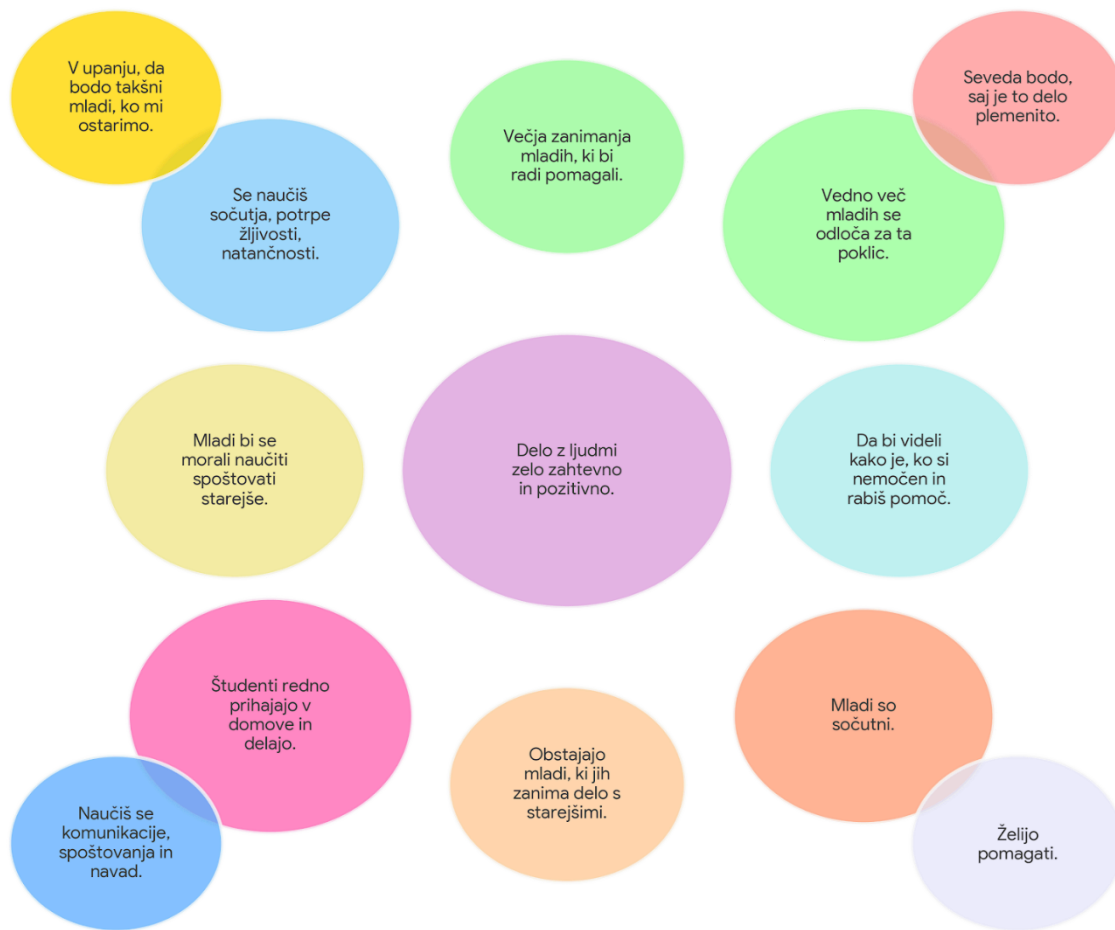 V upanju, da
bodo takšni
mladi, ko mi
ostarimo.
Se naučiš
sočutja, potrpe
žljivosti,
natančnosti.
Večja zanimanja
mladih, ki bi
radi pomagali.
Seveda bodo,
saj je to delo
plemenito.
Vedno več
mladih se
odloča za ta
poklic.
Mladi bi se
morali naučiti
spoštovati
starejše.
Delo z ljudmi
zelo zahtevno
in pozitivno.
Da bi videli
kako je, ko si
nemočen in
rabiš pomoč.
Študenti redno
prihajajo v
domove in
delajo.
Naučiš se
komunikacije,
spoštovanja in
navad.
Obstajajo
mladi, ki jih
zanima delo s
starejšimi.
Mladi so
sočutni.
Želijo
pomagati.